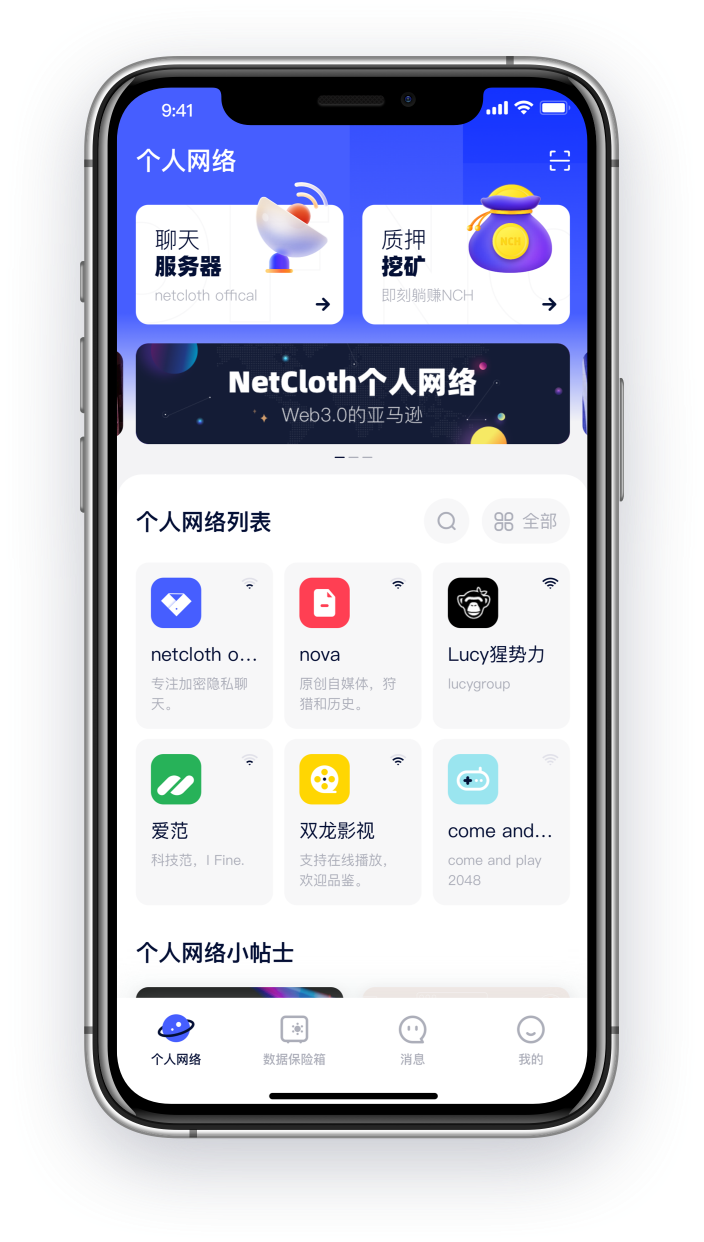 9:41
个人网络
聊天
服务器
netcloth offical
质押
挖矿
即刻躺赚NCH
NCH
NetCloth个人网络
Web3.0的亚马逊
个人网络列表
全部
netcloth o...
专注加密隐私聊
天。
nova
原创自媒体，狩
猎和历史。
Lucy猩势力
lucygroup
爱范
科技范，I Fine.
双龙影视
支持在线播放，
欢迎品鉴。
come and...
come and play
2048
个人网络小帖士
个人网络
数据保险箱
消息
我的